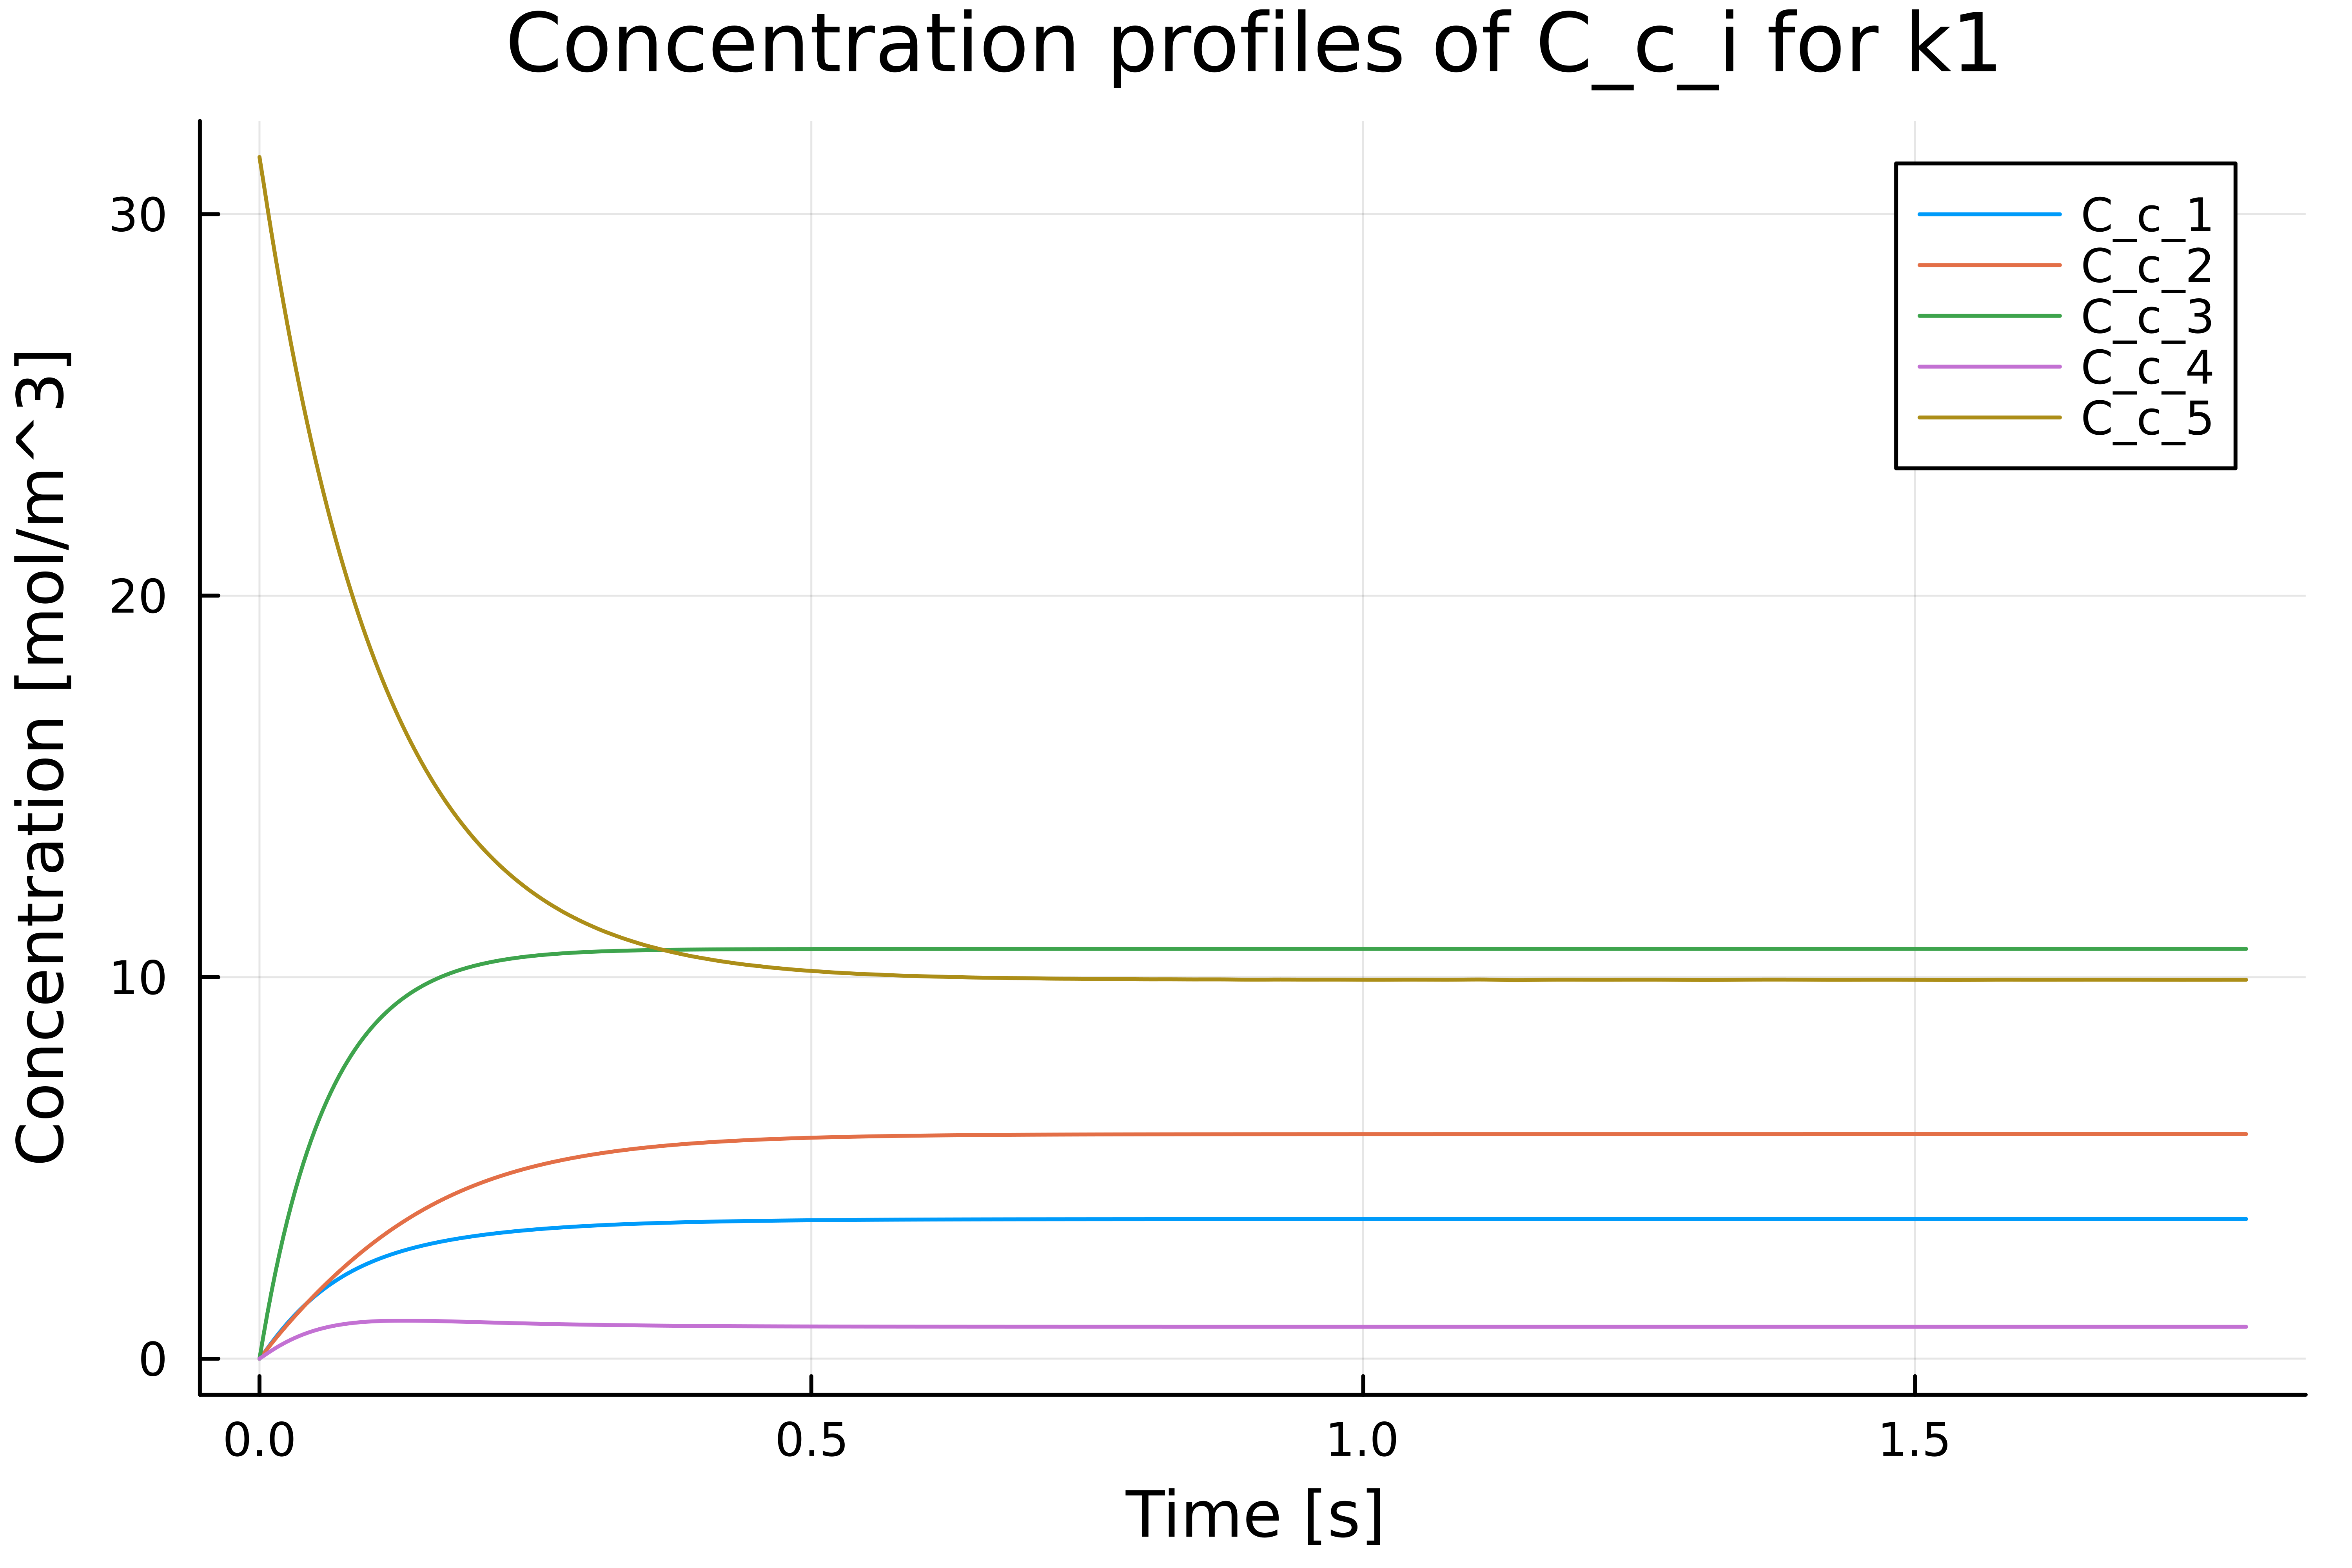 Concentration profiles of C_c_i for k1
Concentration [mol/m^3]
30
20
10
0
C_c_1
C_c_2
C_c_3
C_c_4
C_c_5
0.0
0.5
1.0
1.5
Time [s]